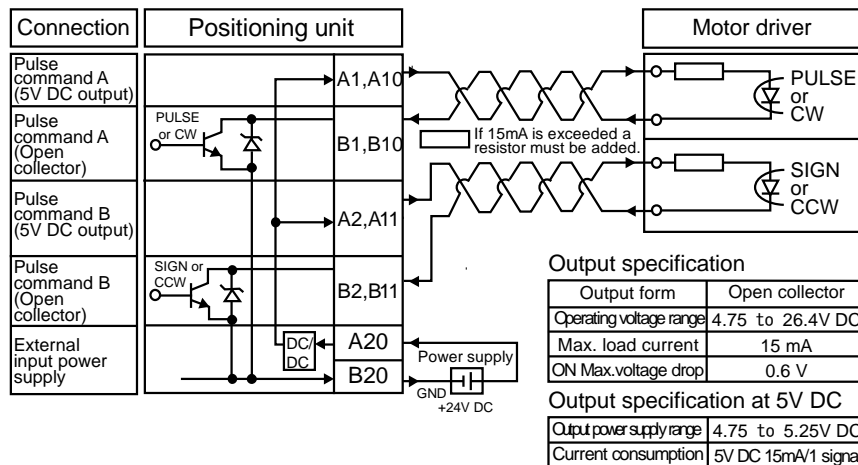 Connection
Positioning unit
Motor driver
Pulse
command A
(5V DC output)
A1,A10
PULSE
or
CW
Pulse
command A
(Open
collector)
PULSE
or CW
B1,B10
If 15mA is exceeded a
resistor must be added.
Pulse
command B
(5V DC output)
A2,A11
SIGN
or
CCW
Pulse
command B
(Open
collector)
SIGN or
CCW
B2,B11
External
input power
supply
DC/
DC
A20
B20
Power supply
GND
+24V DC
Output specification
Output form Open collector
Operating voltage range 4.75 to 26.4V DC
Max. load current 15 mA
ON Max.voltage drop 0.6 V
Output specification at 5V DC
Output power supply range 4.75 to 5.25V DC
Current consumption 5V DC 15mA/1 signal